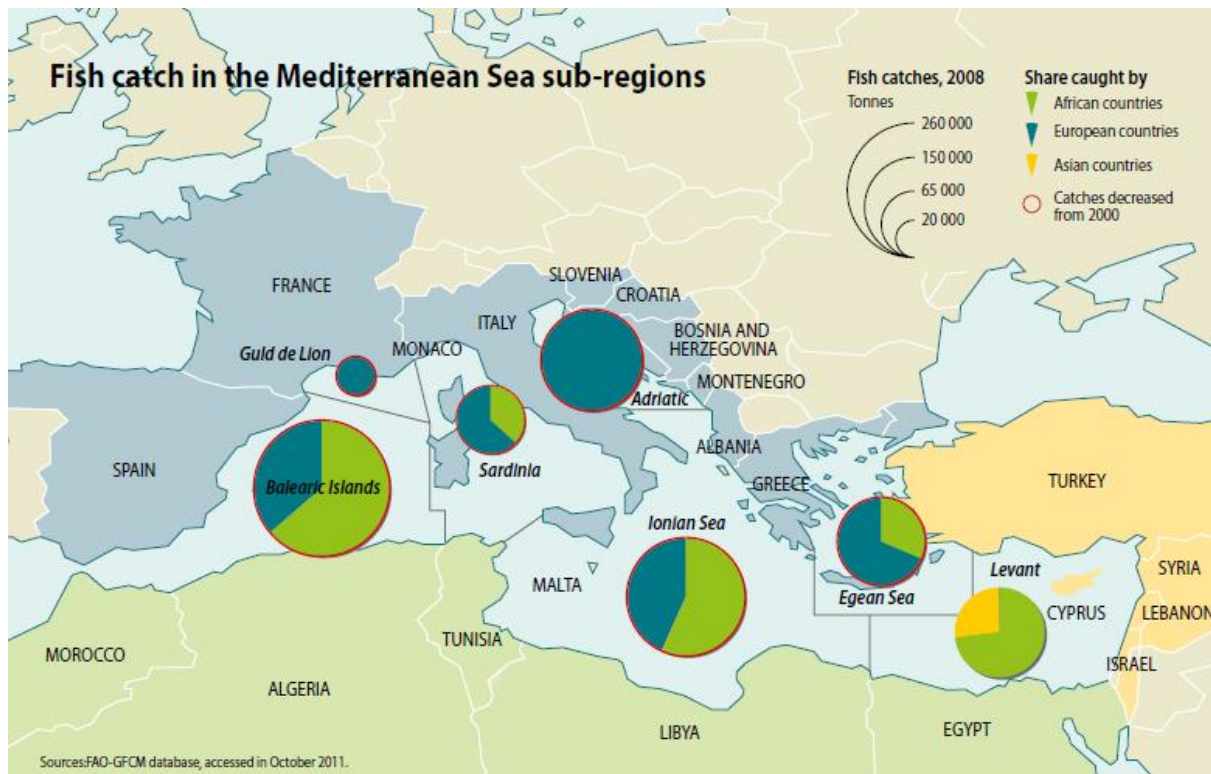 Fish catch in the Mediterranean Sea sub-regions
Fish catches, 2008
Tonnes
260 000
150 000
65 000
20 000
Share caught by
African countries
European countries
Asian countries
Catches decreased
from 2000
FRANCE
SLOVENIA
CROATIA
ITALY
BOSNIA AND
HERZEGOVINA
Guld de Lion
MONACO
MONTENEGRO
Adriatic
SPAIN
Balearic Islands
Sardinia
ALBANIA
GREECE
TURKEY
Ionian Sea
MALTA
Egean Sea
Levant
SYRIA
CYPRUS
LEBANON
ISRAEL
MOROCCO
TUNISIA
ALGERIA
LIBYA
EGYPT
Sources:FAO-GFCM database, accessed in October 2011.